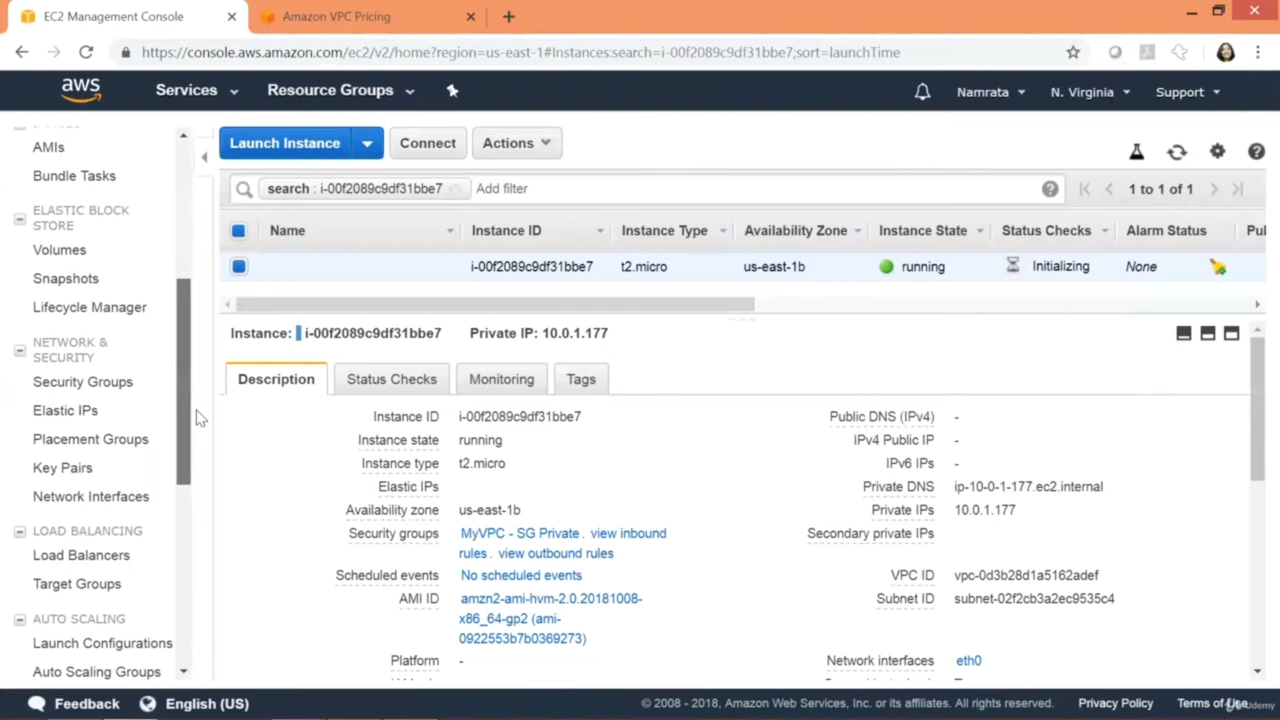 EC2 Management Console
Amazon VPC Pricing
https://console.aws.amazon.com/ec2/v2/home?region=us-east-1#Instances:search=i-00f2089c9df31bbe7;sort=launchTime
aws Services Resource Groups Namrata N. Virginia Support
AMIs
Bundle Tasks
ELASTIC BLOCK
STORE
Volumes
Snapshots
Lifecycle Manager
NETWORK &
SECURITY
Security Groups
Elastic IPs
Placement Groups
Key Pairs
Network Interfaces
LOAD BALANCING
Load Balancers
Target Groups
AUTO SCALING
Launch Configurations
Auto Scaling Groups
Launch Instance Connect Actions
search : i-00f2089c9df31bbe7 Add filter 1 to 1 of 1
Name Instance ID Instance Type Availability Zone Instance State Status Checks Alarm Status Pu
i-00f2089c9df31bbe7 t2.micro us-east-1b running Initializing None
Instance: i-00f2089c9df31bbe7 Private IP: 10.0.1.177
Description Status Checks Monitoring Tags
Instance ID i-00f2089c9df31bbe7 Public DNS (IPv4) -
Instance state running IPv4 Public IP -
Instance type t2.micro IPv6 IPs -
Elastic IPs Private DNS ip-10-0-1-177.ec2.internal
Availability zone us-east-1b Private IPs 10.0.1.177
Security groups MyVPC - SG Private . view inbound Secondary private IPs
rules . view outbound rules
Scheduled events No scheduled events VPC ID vpc-0d3b28d1a5162adef
AMI ID amzn2-ami-hvm-2.0.20181008- Subnet ID subnet-02f2cb3a2ec9535c4
x86_64-gp2 (ami-
0922553b7b0369273)
Platform - Network interfaces eth0
Feedback English (US) © 2008 - 2018, Amazon Web Services, Inc. or its affiliates. All rights reserved. Privacy Policy Terms of Use
Udemy